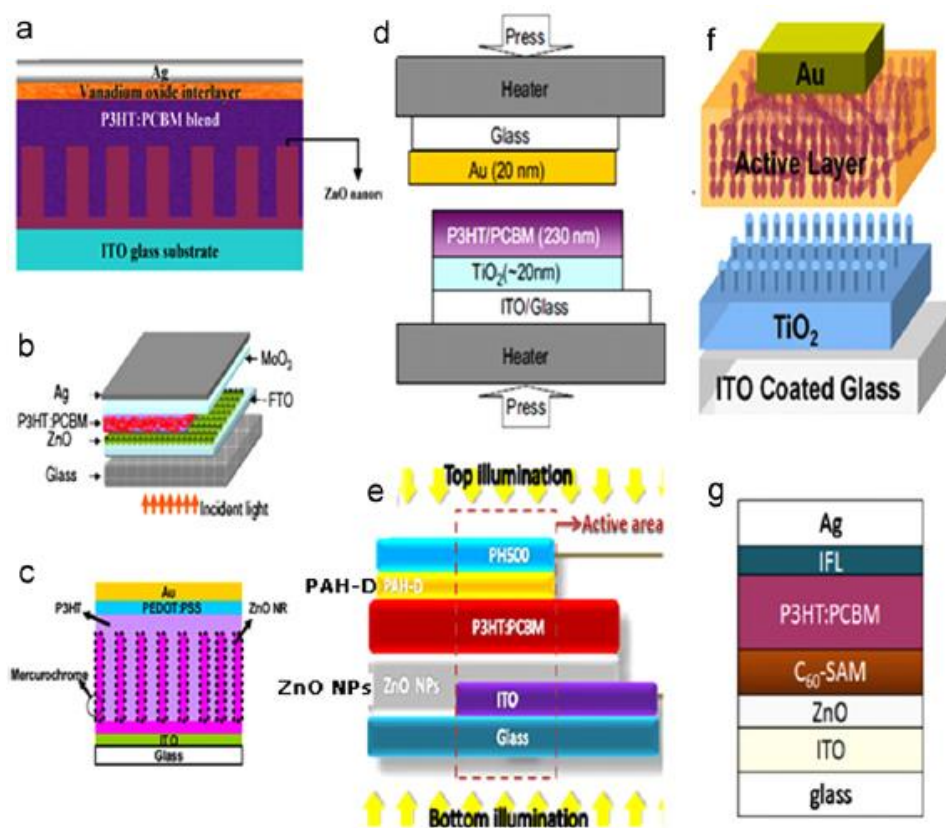 a
Ag
Vanadium oxide interlayer
P3HT:PCBM blend
ZnO nanor
ITO glass substrate
b
MoO3
Ag
FTO
P3HT:PCBM
ZnO
Glass
Incident light
c
Au
P3HT
PEDOT:PSS
ZnO NR
Mercurochrome
ITO
Glass
d
Press
Heater
Glass
Au (20 nm)
P3HT/PCBM (230 nm)
TiO2(~20nm)
ITO/Glass
Heater
Press
e
Top illumination
Active area
PH500
PAH-D
PAH-D
P3HT:PCBM
ZnO NPs
ZnO NPs
ITO
Glass
Bottom illumination
f
Au
Active Layer
TiO2
ITO Coated Glass
g
Ag
IFL
P3HT:PCBM
C60-SAM
ZnO
ITO
glass